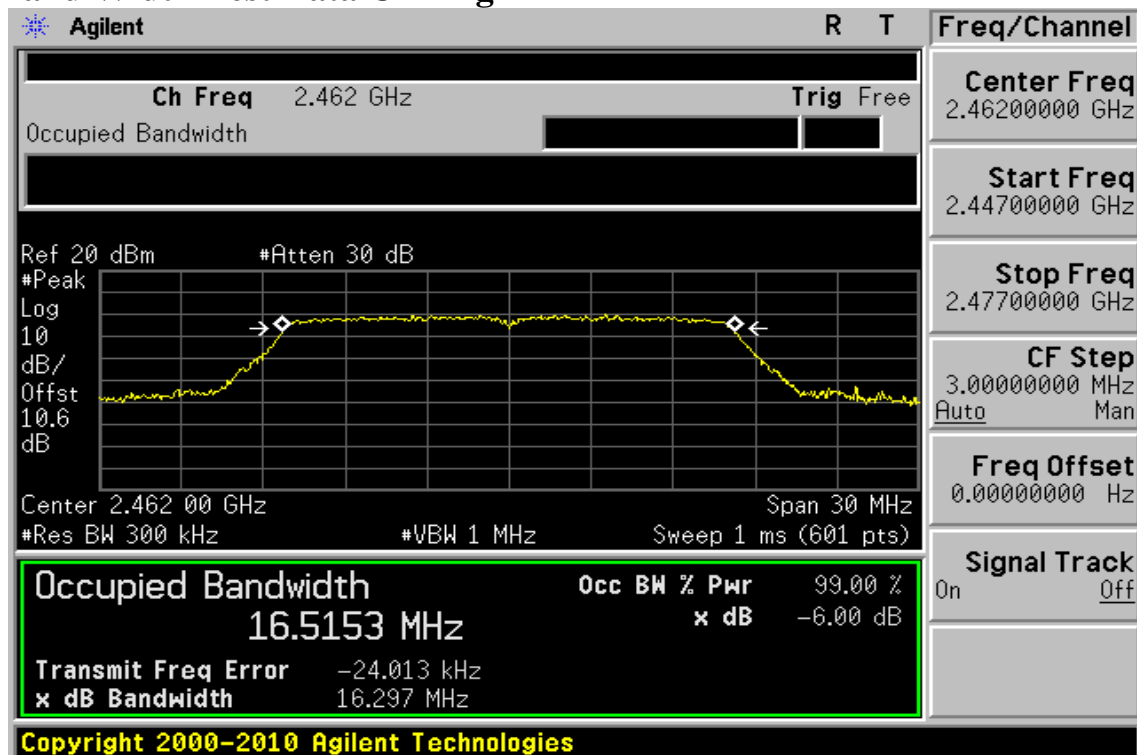 Agilent R T
Freq/Channel
Ch Freq 2.462 GHz Trig Free
Occupied Bandwidth
Center Freq
2.46200000 GHz
Start Freq
2.44700000 GHz
Stop Freq
2.47700000 GHz
CF Step
3.00000000 MHz
Auto Man
Freq Offset
0.00000000 Hz
Signal Track
On Off
Ref 20 dBm #Atten 30 dB
#Peak
Log
10
dB/
Offst
10.6
dB
Center 2.462 00 GHz Span 30 MHz
#Res BW 300 kHz #VBW 1 MHz Sweep 1 ms (601 pts)
Occupied Bandwidth Occ BW % Pwr 99.00 %
16.5153 MHz x dB -6.00 dB
Transmit Freq Error -24.013 kHz
x dB Bandwidth 16.297 MHz
Copyright 2000-2010 Agilent Technologies